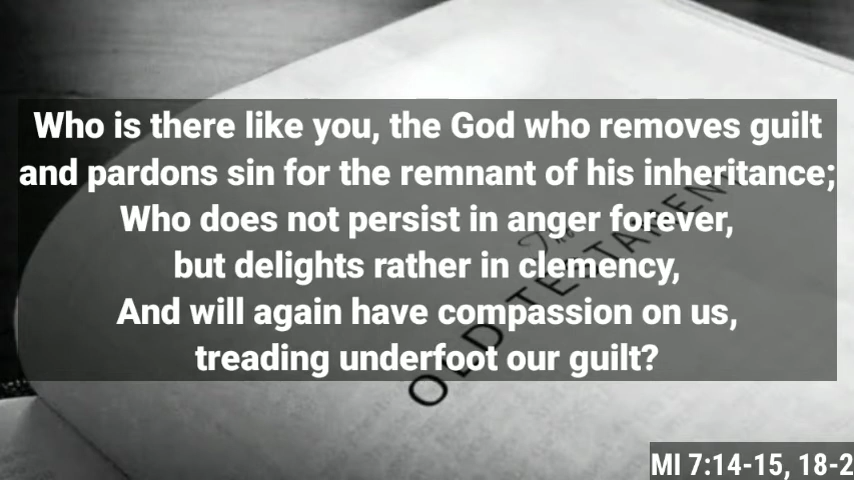 Who is there like you, the God who removes guilt
and pardons sin for the remnant of his inheritance;
Who does not persist in anger forever,
but delights rather in clemency,
And will again have compassion on us,
treading underfoot our guilt?
The
OLD TESTAMENT
MI 7:14-15, 18-2